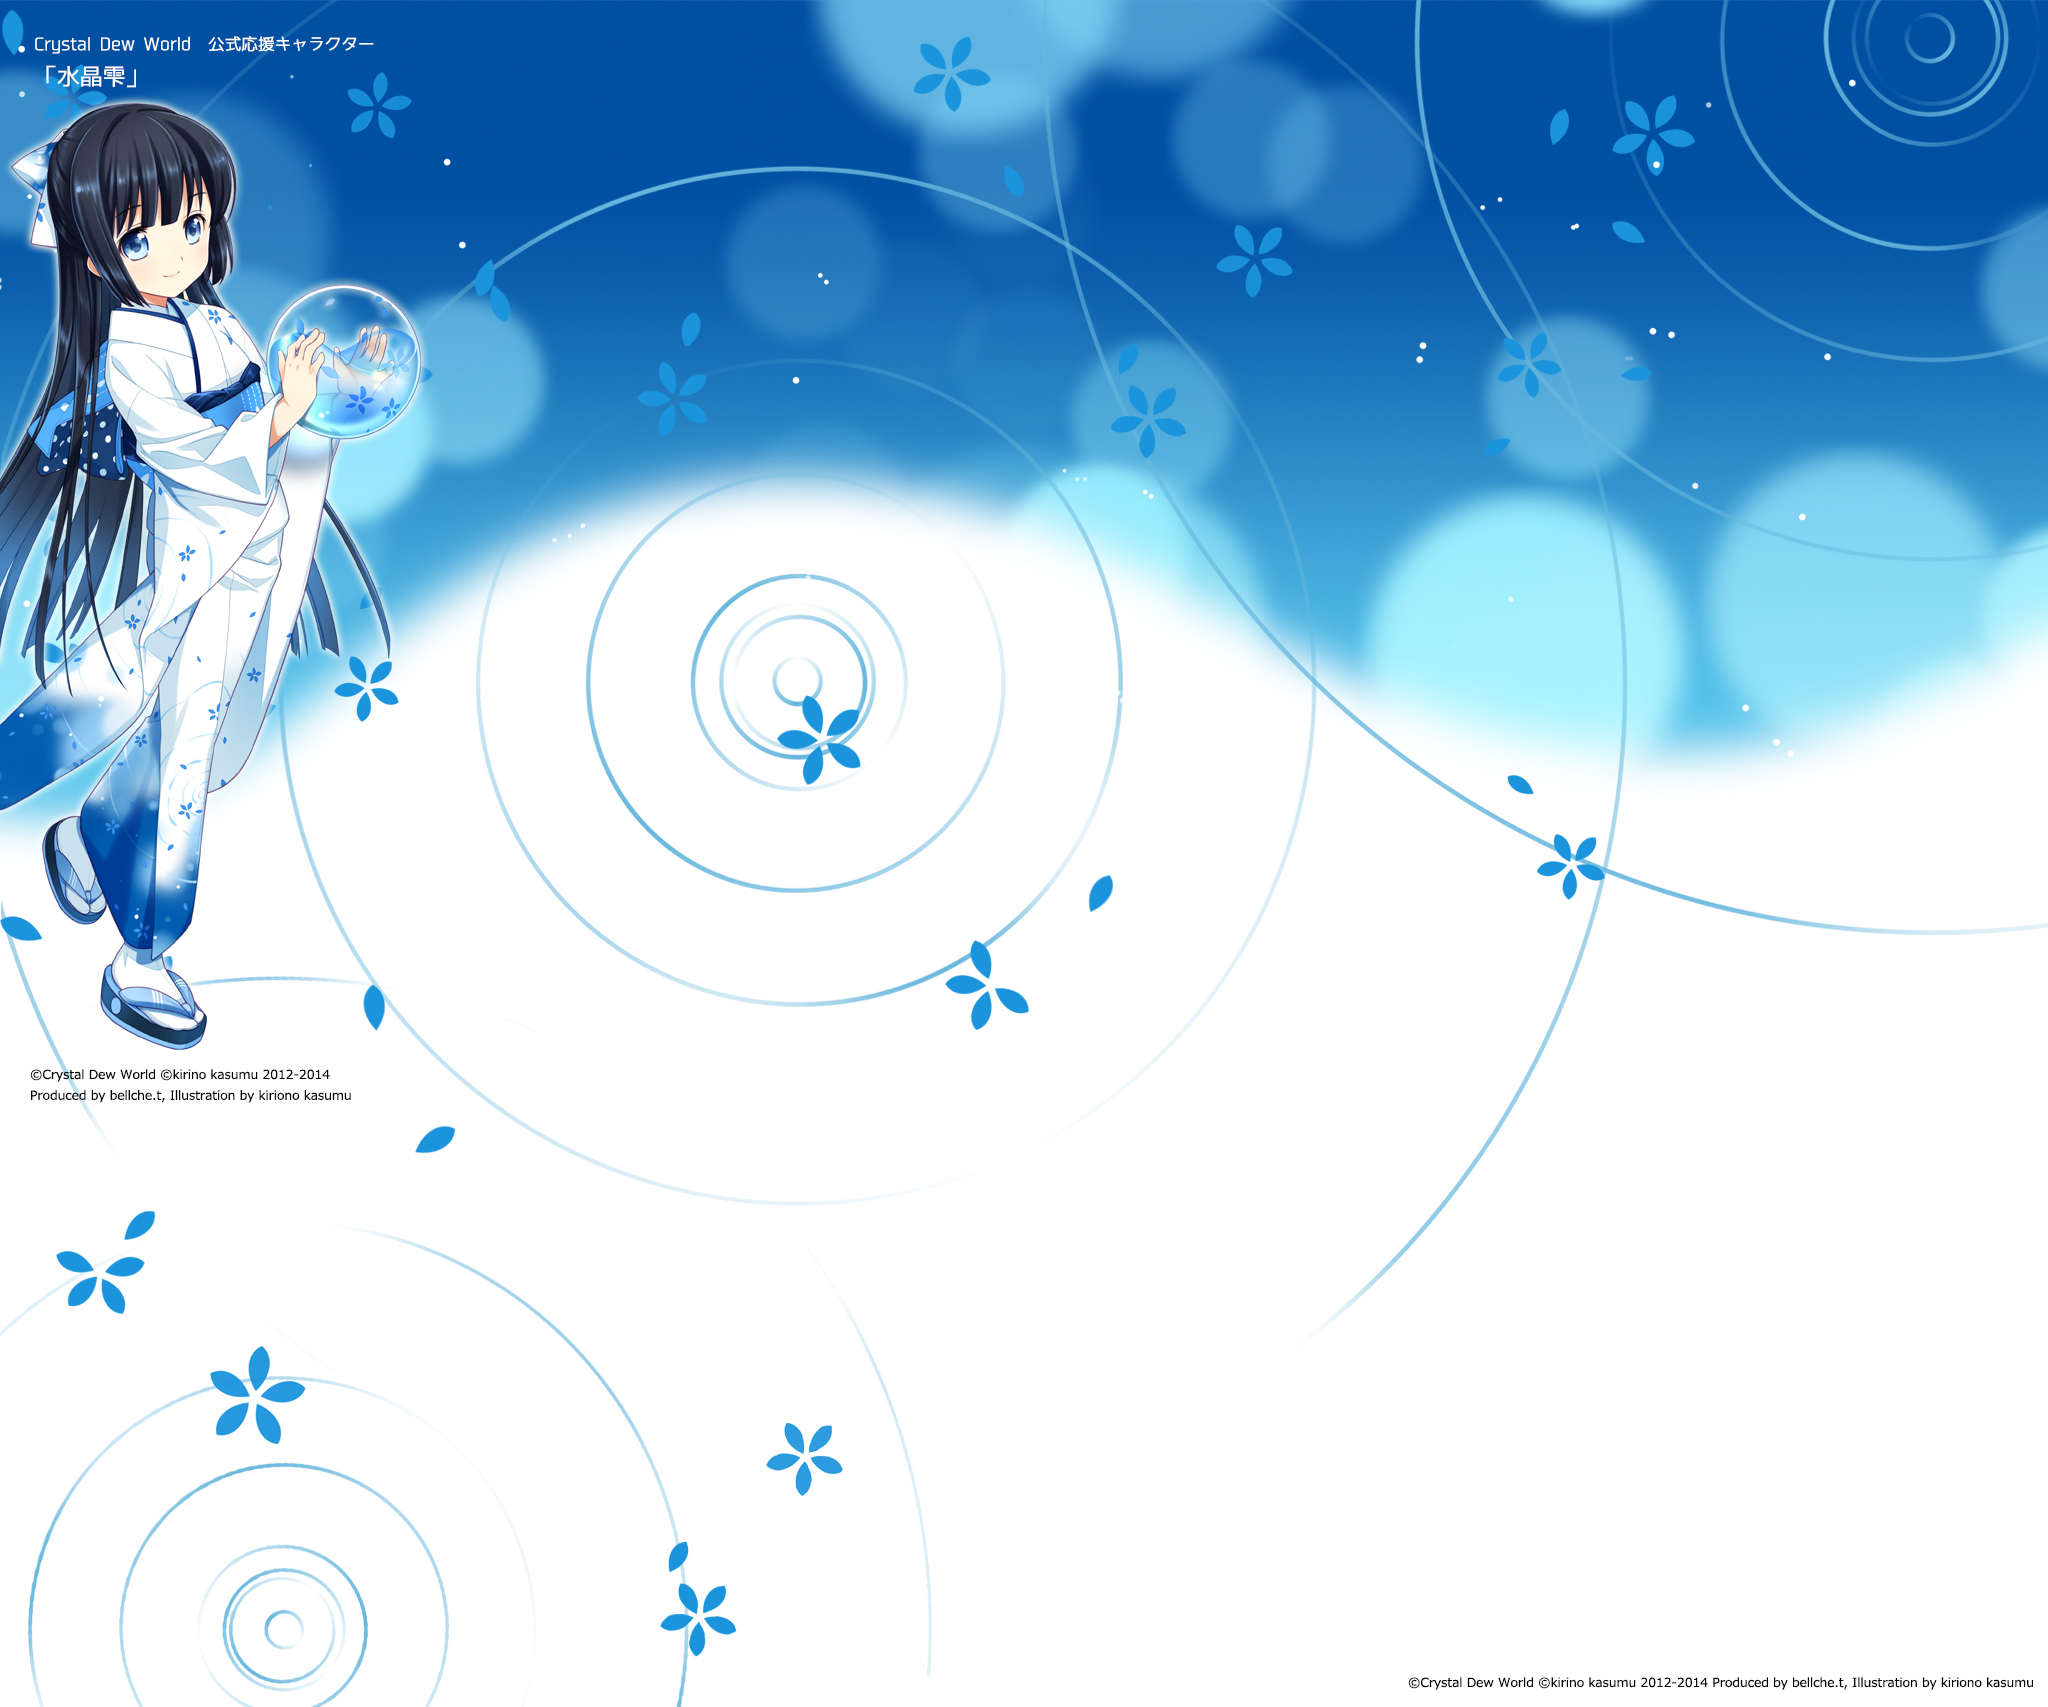 Crystal Dew World　公式応援キャラクター
「水晶雫」
©Crystal Dew World ©kirino kasumu 2012-2014
Produced by bellche.t, Illustration by kiriono kasumu
©Crystal Dew World ©kirino kasumu 2012-2014 Produced by bellche.t, Illustration by kiriono kasumu